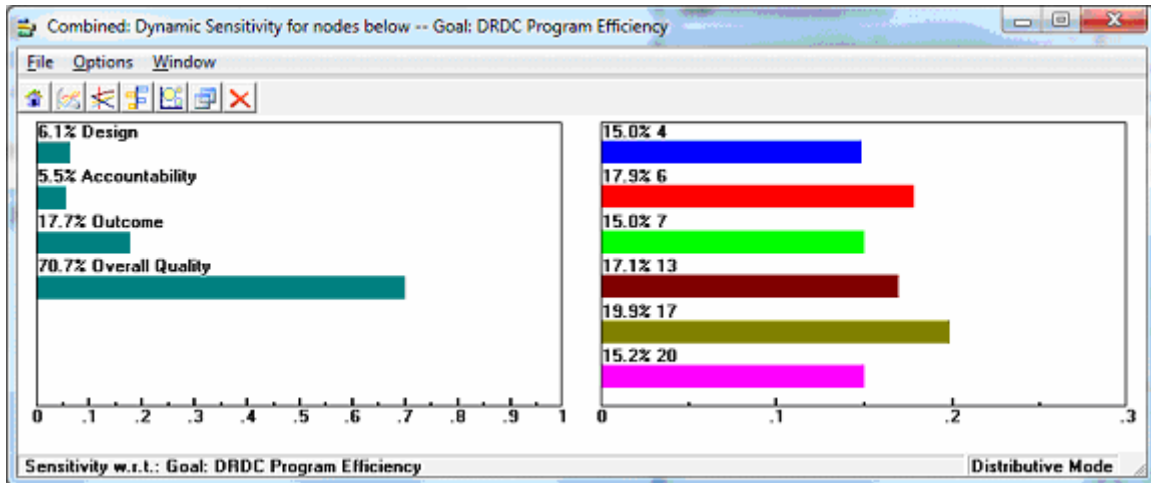 Combined: Dynamic Sensitivity for nodes below -- Goal: DRDC Program Efficiency
File Options Window
6.1% Design
5.5% Accountability
17.7% Outcome
70.7% Overall Quality
0 .1 .2 .3 .4 .5 .6 .7 .8 .9 1
15.0% 4
17.9% 6
15.0% 7
17.1% 13
19.9% 17
15.2% 20
0 .1 .2 .3
Sensitivity w.r.t.: Goal: DRDC Program Efficiency
Distributive Mode